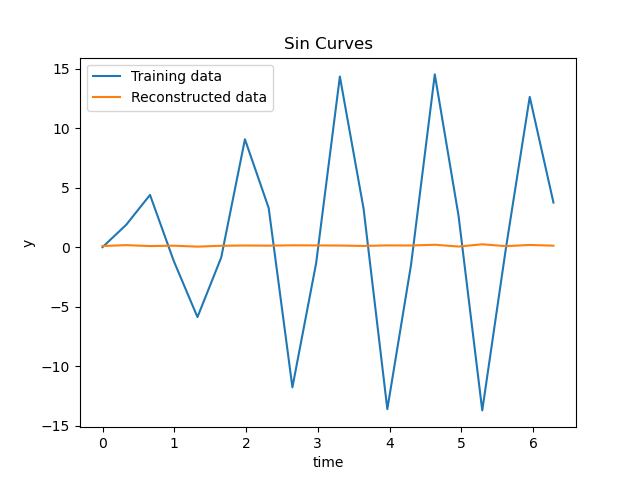 Sin Curves
Training data
Reconstructed data
15
10
5
0
−5
−10
−15
y
0 1 2 3 4 5 6
time